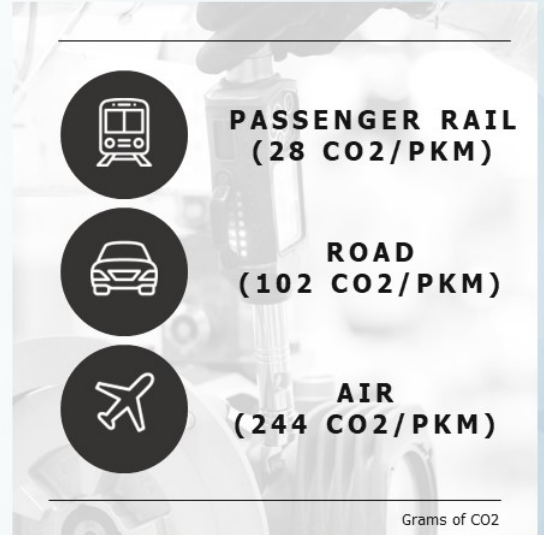 PASSENGER RAIL
(28 CO2/PKM)
ROAD
(102 CO2/PKM)
AIR
(244 CO2/PKM)
Grams of CO2